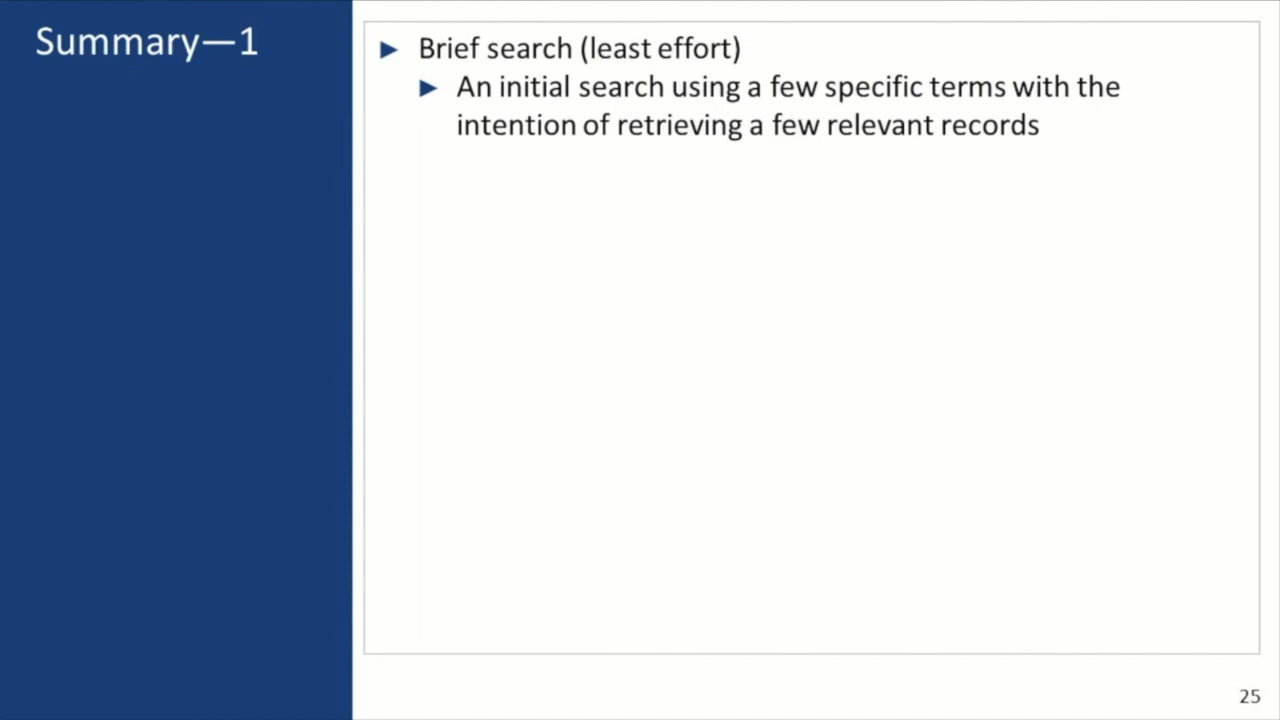 Summary—1
► Brief search (least effort)
► An initial search using a few specific terms with the
intention of retrieving a few relevant records
25